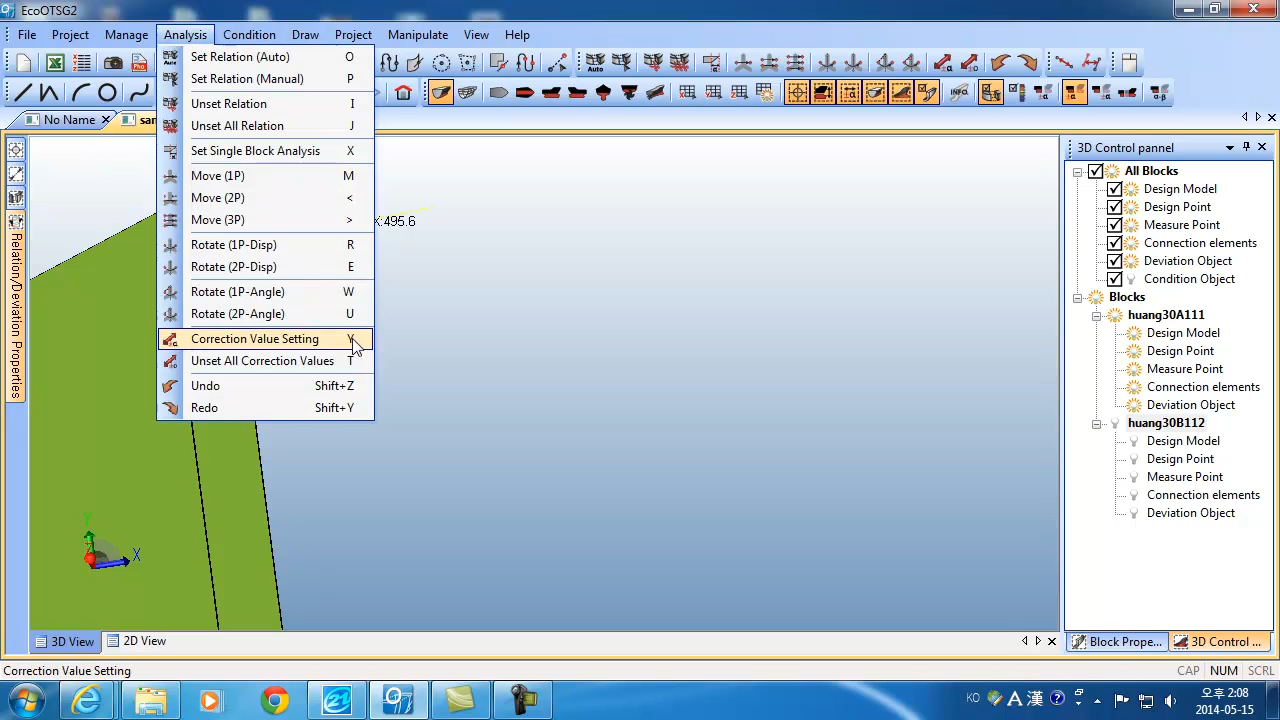 EcoOTSG2
File Project Manage Analysis Condition Draw Project Manipulate View Help
Auto Auto
INFO
No Name
san
Set Relation (Auto) O
Set Relation (Manual) P
Unset Relation I
Unset All Relation J
Set Single Block Analysis X
Move (1P) M
Move (2P) <
Move (3P) >
Rotate (1P-Disp) R
Rotate (2P-Disp) E
Rotate (1P-Angle) W
Rotate (2P-Angle) U
Correction Value Setting Y
Unset All Correction Values T
Undo Shift+Z
Redo Shift+Y
Relation/Deviation Properties
X:495.6
Y
X
3D Control pannel
All Blocks
Design Model
Design Point
Measure Point
Connection elements
Deviation Object
Condition Object
Blocks
huang30A111
Design Model
Design Point
Measure Point
Connection elements
Deviation Object
huang30B112
Design Model
Design Point
Measure Point
Connection elements
Deviation Object
3D View 2D View
Block Prope... 3D Control ...
Correction Value Setting
CAP NUM SCRL
KO A 漢
오후 2:08
2014-05-15